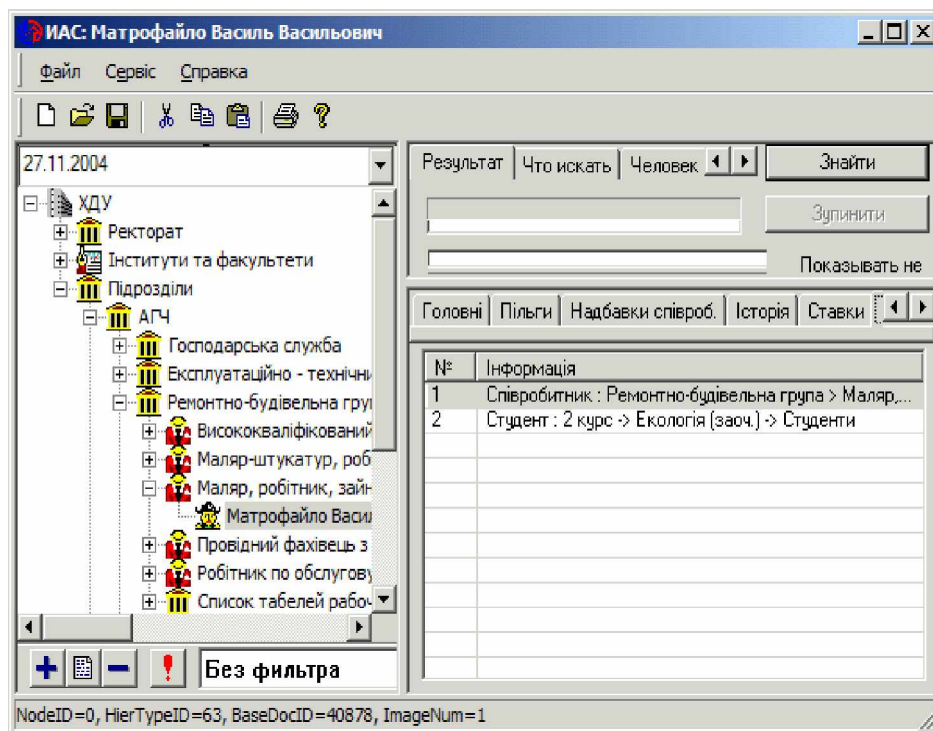 ИАС: Матрофайло Василь Васильович
Файл Сервіс Справка
27.11.2004
ХДУ
Ректорат
Інститути та факультети
Підрозділи
АГЧ
Господарська служба
Експлуатаційно - технічни
Ремонтно-будівельна груп
Висококваліфікований
Маляр-штукатур, роб
Маляр, робітник, зайн
Матрофайло Васил
Провідний фахівець з
Робітник по обслугову
Список табелей рабоч
Без фильтра
Результат Что искать Человек Знайти
Зупинити
Показывать не
Головні Пільги Надбавки співроб. Історія Ставки
№ Інформація
1 Співробитник : Ремонтно-будівельна група > Маляр,...
2 Студент : 2 курс -> Екологія (заоч.) -> Студенти
NodeID=0, HierTypeID=63, BaseDocID=40878, ImageNum=1